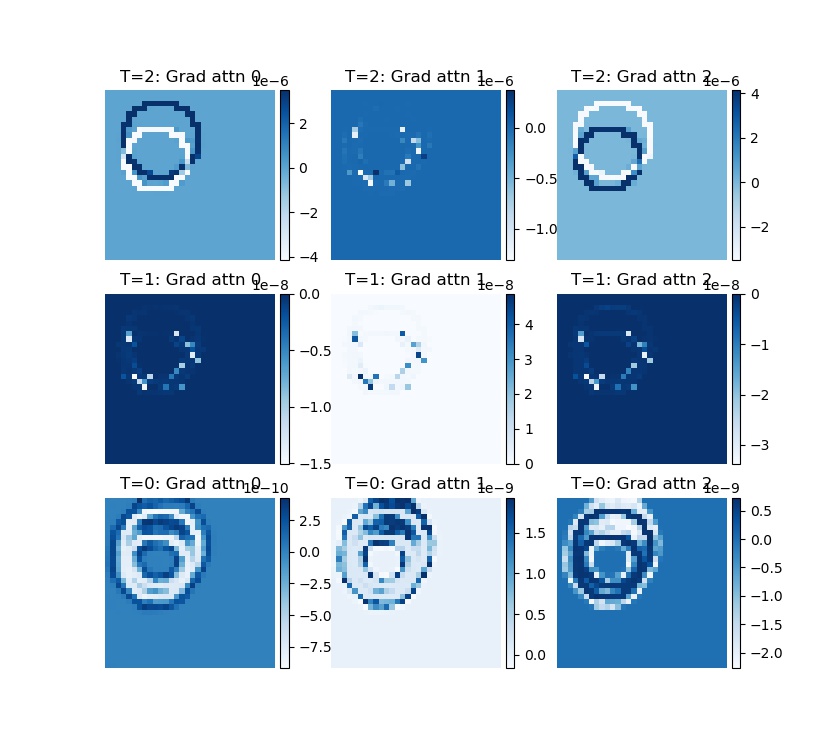 T=2: Grad attn 0
1e−6
T=2: Grad attn 1
1e−6
T=2: Grad attn 2
1e−6
2
0
−2
−4
0.0
−0.5
−1.0
4
2
0
−2
T=1: Grad attn 0
1e−8
T=1: Grad attn 1
1e−8
T=1: Grad attn 2
1e−8
0.0
−0.5
−1.0
−1.5
4
3
2
1
0
0
−1
−2
−3
T=0: Grad attn 0
1e−10
T=0: Grad attn 1
1e−9
T=0: Grad attn 2
1e−9
2.5
0.0
−2.5
−5.0
−7.5
1.5
1.0
0.5
0.0
0.5
0.0
−0.5
−1.0
−1.5
−2.0